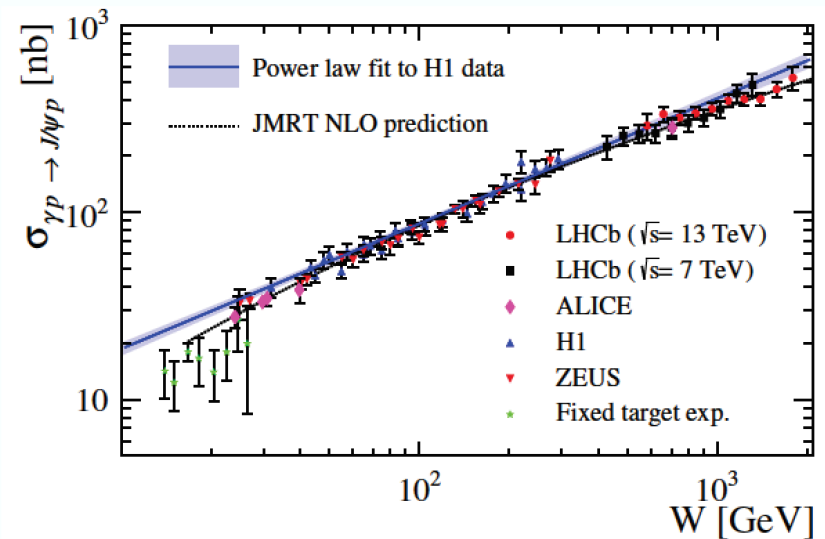 σγp → J/ψ p [nb]
10³
10²
10
Power law fit to H1 data
JMRT NLO prediction
LHCb (√s= 13 TeV)
LHCb (√s= 7 TeV)
ALICE
H1
ZEUS
Fixed target exp.
10²
10³
W [GeV]